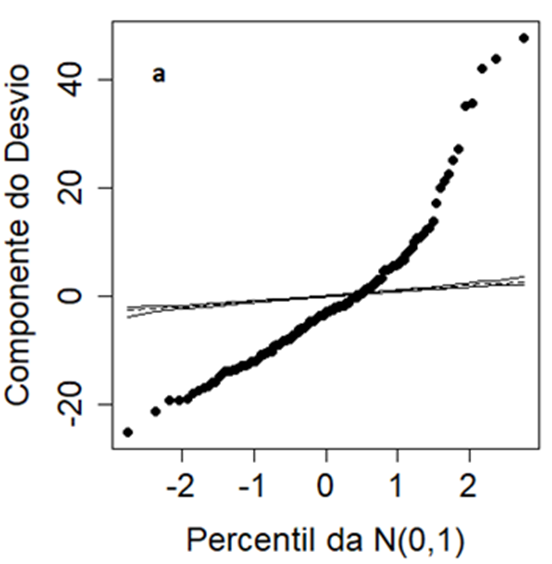 a
Componente do Desvio
40
20
0
-20
-2 -1 0 1 2
Percentil da N(0,1)